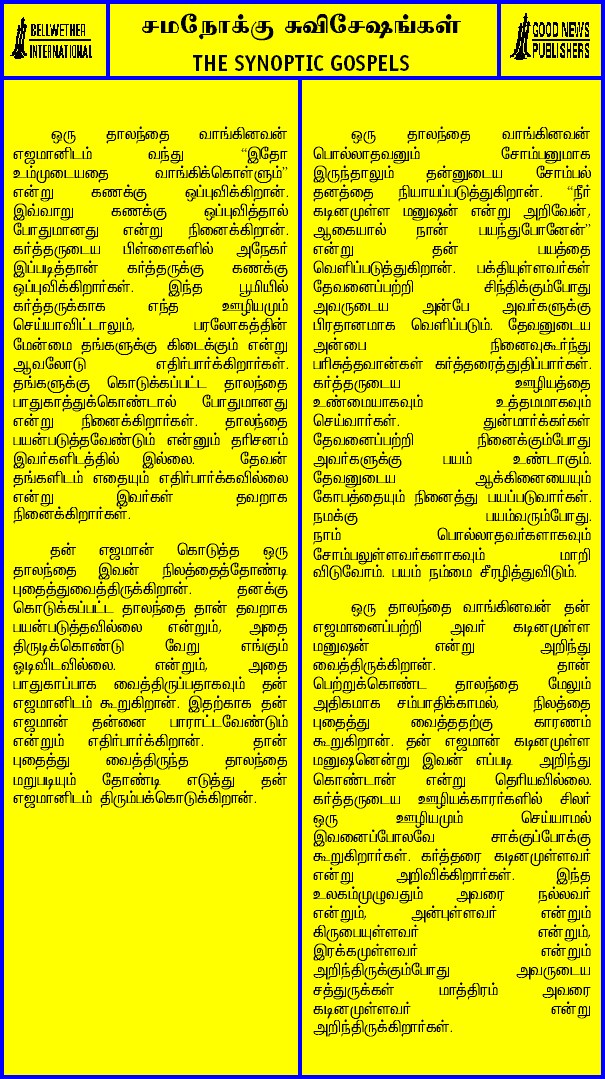 BELLWETHER
INTERNATIONAL
சமநோக்கு சுவிசேஷங்கள்
THE SYNOPTIC GOSPELS
GOOD NEWS
PUBLISHERS
ஒரு தாலந்தை வாங்கினவன்
எஜமானிடம் வந்து “இதோ
உம்முடையதை வாங்கிக்கொள்ளும்”
என்று கணக்கு ஒப்புவிக்கிறான்.
இவ்வாறு கணக்கு ஒப்புவித்தால்
போதுமானது என்று நினைக்கிறான்.
கர்த்தருடைய பிள்ளைகளில் அநேகர்
இப்படித்தான் கர்த்தருக்கு கணக்கு
ஒப்புவிக்கிறார்கள். இந்த பூமியில்
கர்த்தருக்காக எந்த ஊழியமும்
செய்யாவிட்டாலும், பரலோகத்தின்
மேன்மை தங்களுக்கு கிடைக்கும் என்று
ஆவலோடு எதிர்பார்க்கிறார்கள்.
தங்களுக்கு கொடுக்கப்பட்ட தாலந்தை
பாதுகாத்துக்கொண்டால் போதுமானது
என்று நினைக்கிறார்கள். தாலந்தை
பயன்படுத்தவேண்டும் என்னும் தரிசனம்
இவர்களிடத்தில் இல்லை. தேவன்
தங்களிடம் எதையும் எதிர்பார்க்கவில்லை
என்று இவர்கள் தவறாக
நினைக்கிறார்கள்.
தன் எஜமான் கொடுத்த ஒரு
தாலந்தை இவன் நிலத்தைத்தோண்டி
புதைத்துவைத்திருக்கிறான். தனக்கு
கொடுக்கப்பட்ட தாலந்தை தான் தவறாக
பயன்படுத்தவில்லை என்றும், அதை
திருடிக்கொண்டு வேறு எங்கும்
ஓடிவிடவில்லை. என்றும், அதை
பாதுகாப்பாக வைத்திருப்பதாகவும் தன்
எஜமானிடம் கூறுகிறான். இதற்காக தன்
எஜமான் தன்னை பாராட்டவேண்டும்
என்றும் எதிர்பார்க்கிறான். தான்
புதைத்து வைத்திருந்த தாலந்தை
மறுபடியும் தோண்டி எடுத்து தன்
எஜமானிடம் திரும்பக்கொடுக்கிறான்.
ஒரு தாலந்தை வாங்கினவன்
பொல்லாதவனும் சோம்பனுமாக
இருந்தாலும் தன்னுடைய சோம்பல்
தனத்தை நியாயப்படுத்துகிறான். “நீர்
கடினமுள்ள மனுஷன் என்று அறிவேன்,
ஆகையால் நான் பயந்துபோனேன்”
என்று தன் பயத்தை
வெளிப்படுத்துகிறான். பக்தியுள்ளவர்கள்
தேவனைப்பற்றி சிந்திக்கும்போது
அவருடைய அன்பே அவர்களுக்கு
பிரதானமாக வெளிப்படும். தேவனுடைய
அன்பை நினைவுகூர்ந்து
பரிசுத்தவான்கள் கர்த்தரைத்துதிப்பார்கள்.
கர்த்தருடைய ஊழியத்தை
உண்மையாகவும் உத்தமமாகவும்
செய்வார்கள். துன்மார்க்கர்கள்
தேவனைப்பற்றி நினைக்கும்போது
அவர்களுக்கு பயம் உண்டாகும்.
தேவனுடைய ஆக்கினையையும்
கோபத்தையும் நினைத்து பயப்படுவார்கள்.
நமக்கு பயம்வரும்போது.
நாம் பொல்லாதவர்களாகவும்
சோம்பலுள்ளவர்களாகவும் மாறி
விடுவோம். பயம் நம்மை சீரழித்துவிடும்.
ஒரு தாலந்தை வாங்கினவன் தன்
எஜமானைப்பற்றி அவர் கடினமுள்ள
மனுஷன் என்று அறிந்து
வைத்திருக்கிறான். தான்
பெற்றுக்கொண்ட தாலந்தை மேலும்
அதிகமாக சம்பாதிக்காமல், நிலத்தை
புதைத்து வைத்ததற்கு காரணம்
கூறுகிறான். தன் எஜமான் கடினமுள்ள
மனுஷனென்று இவன் எப்படி அறிந்து
கொண்டான் என்று தெரியவில்லை.
கர்த்தருடைய ஊழியக்காரர்களில் சிலர்
ஒரு ஊழியமும் செய்யாமல்
இவனைப்போலவே சாக்குப்போக்கு
கூறுகிறார்கள். கர்த்தரை கடினமுள்ளவர்
என்று அறிவிக்கிறார்கள். இந்த
உலகம்முழுவதும் அவரை நல்லவர்
என்றும், அன்புள்ளவர் என்றும்
கிருபையுள்ளவர் என்றும்,
இரக்கமுள்ளவர் என்றும்
அறிந்திருக்கும்போது அவருடைய
சத்துருக்கள் மாத்திரம் அவரை
கடினமுள்ளவர் என்று
அறிந்திருக்கிறார்கள்.